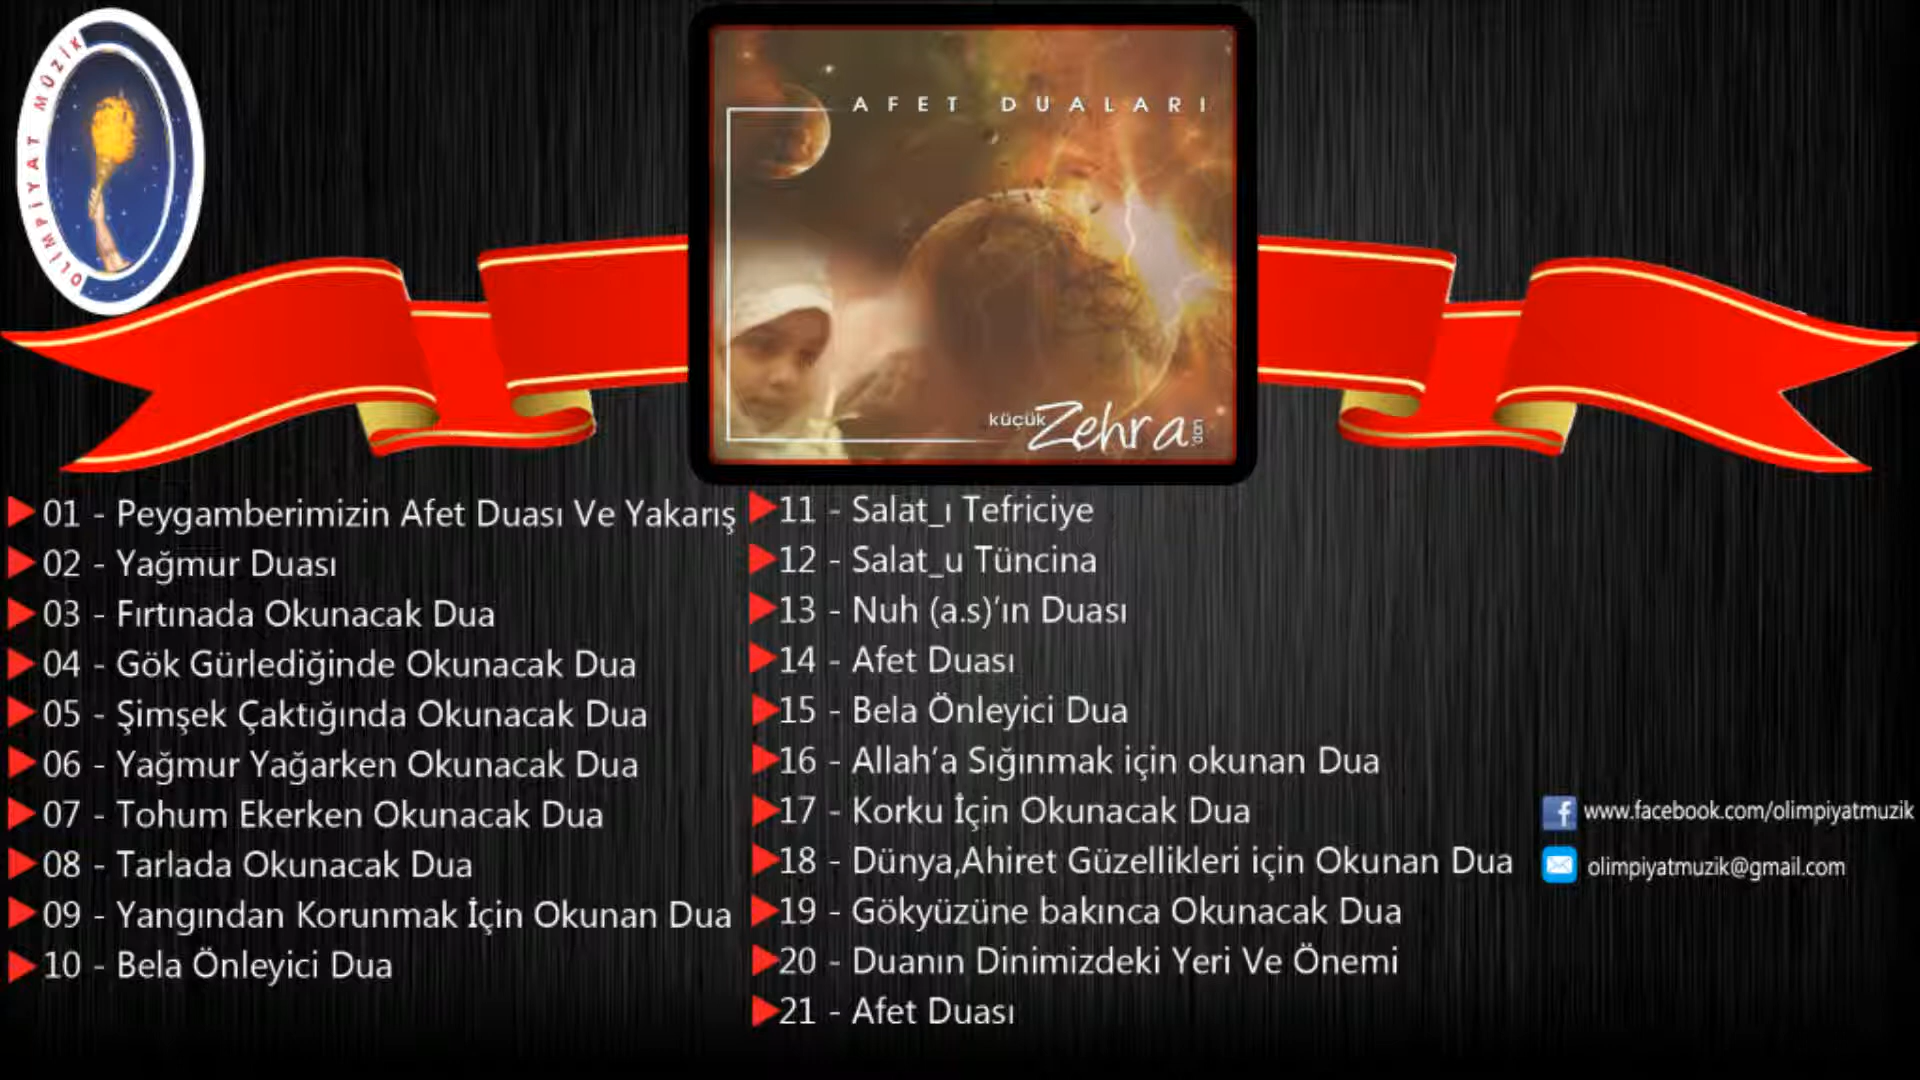 OLİMPİYAT MÜZİK
AFET DUALARI
küçük Zehra.dan
01 - Peygamberimizin Afet Duası Ve Yakarış
02 - Yağmur Duası
03 - Fırtınada Okunacak Dua
04 - Gök Gürlediğinde Okunacak Dua
05 - Şimşek Çaktığında Okunacak Dua
06 - Yağmur Yağarken Okunacak Dua
07 - Tohum Ekerken Okunacak Dua
08 - Tarlada Okunacak Dua
09 - Yangından Korunmak İçin Okunan Dua
10 - Bela Önleyici Dua
11 - Salat_ı Tefriciye
12 - Salat_u Tüncina
13 - Nuh (a.s)’ın Duası
14 - Afet Duası
15 - Bela Önleyici Dua
16 - Allah’a Sığınmak için okunan Dua
17 - Korku İçin Okunacak Dua
18 - Dünya,Ahiret Güzellikleri için Okunan Dua
19 - Gökyüzüne bakınca Okunacak Dua
20 - Duanın Dinimizdeki Yeri Ve Önemi
21 - Afet Duası
www.facebook.com/olimpiyatmuzik
olimpiyatmuzik@gmail.com